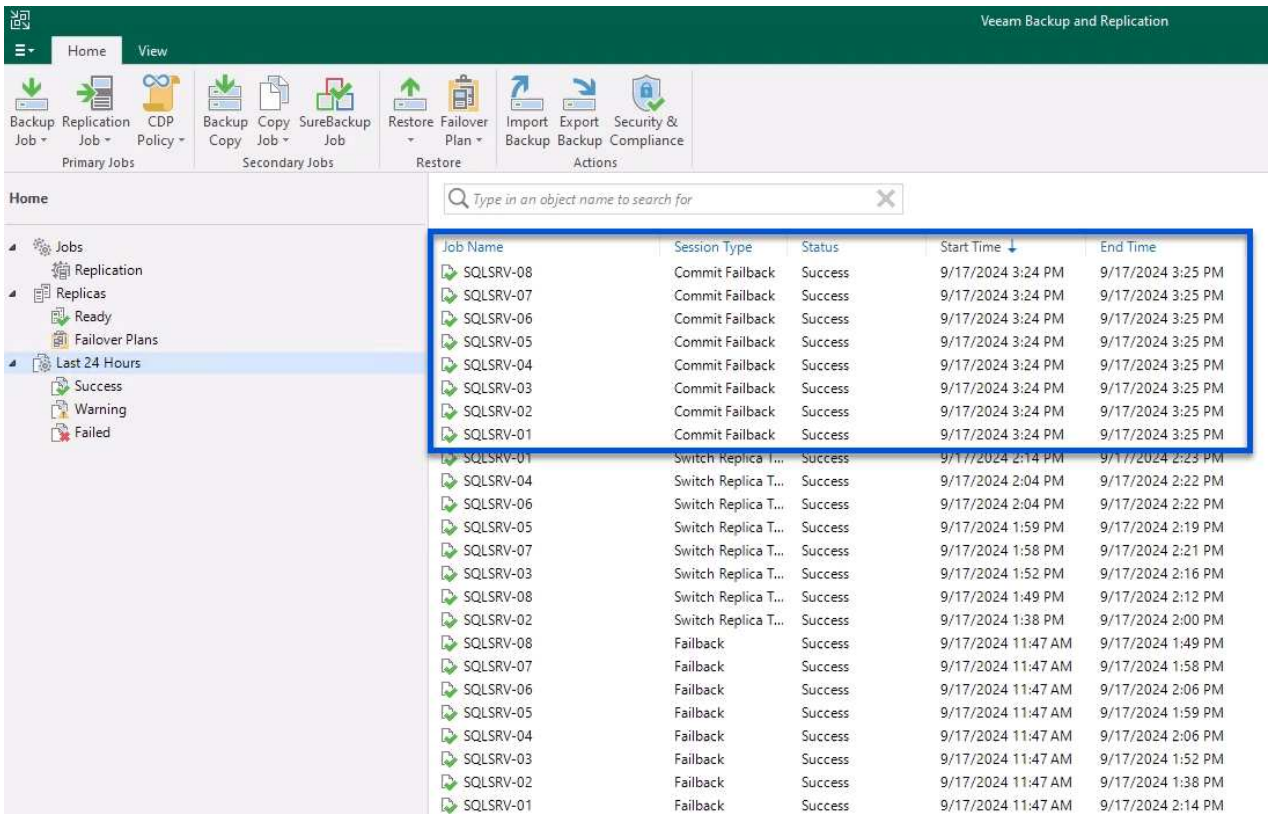 Veeam Backup and Replication
Home View
Backup Job Replication Job CDP Policy Backup Copy Copy Job SureBackup Job Restore Failover Plan Import Backup Export Backup Security & Compliance
Primary Jobs Secondary Jobs Restore Actions
Home
Type in an object name to search for
Jobs
Replication
Replicas
Ready
Failover Plans
Last 24 Hours
Success
Warning
Failed
Job Name Session Type Status Start Time End Time
SQLSRV-08 Commit Failback Success 9/17/2024 3:24 PM 9/17/2024 3:25 PM
SQLSRV-07 Commit Failback Success 9/17/2024 3:24 PM 9/17/2024 3:25 PM
SQLSRV-06 Commit Failback Success 9/17/2024 3:24 PM 9/17/2024 3:25 PM
SQLSRV-05 Commit Failback Success 9/17/2024 3:24 PM 9/17/2024 3:25 PM
SQLSRV-04 Commit Failback Success 9/17/2024 3:24 PM 9/17/2024 3:25 PM
SQLSRV-03 Commit Failback Success 9/17/2024 3:24 PM 9/17/2024 3:25 PM
SQLSRV-02 Commit Failback Success 9/17/2024 3:24 PM 9/17/2024 3:25 PM
SQLSRV-01 Commit Failback Success 9/17/2024 3:24 PM 9/17/2024 3:25 PM
SQLSRV-01 Switch Replica T... Success 9/17/2024 2:14 PM 9/17/2024 2:23 PM
SQLSRV-04 Switch Replica T... Success 9/17/2024 2:04 PM 9/17/2024 2:22 PM
SQLSRV-06 Switch Replica T... Success 9/17/2024 2:04 PM 9/17/2024 2:22 PM
SQLSRV-05 Switch Replica T... Success 9/17/2024 1:59 PM 9/17/2024 2:19 PM
SQLSRV-07 Switch Replica T... Success 9/17/2024 1:58 PM 9/17/2024 2:21 PM
SQLSRV-03 Switch Replica T... Success 9/17/2024 1:52 PM 9/17/2024 2:16 PM
SQLSRV-08 Switch Replica T... Success 9/17/2024 1:49 PM 9/17/2024 2:12 PM
SQLSRV-02 Switch Replica T... Success 9/17/2024 1:38 PM 9/17/2024 2:00 PM
SQLSRV-08 Failback Success 9/17/2024 11:47 AM 9/17/2024 1:49 PM
SQLSRV-07 Failback Success 9/17/2024 11:47 AM 9/17/2024 1:58 PM
SQLSRV-06 Failback Success 9/17/2024 11:47 AM 9/17/2024 2:06 PM
SQLSRV-05 Failback Success 9/17/2024 11:47 AM 9/17/2024 1:59 PM
SQLSRV-04 Failback Success 9/17/2024 11:47 AM 9/17/2024 2:06 PM
SQLSRV-03 Failback Success 9/17/2024 11:47 AM 9/17/2024 1:52 PM
SQLSRV-02 Failback Success 9/17/2024 11:47 AM 9/17/2024 1:38 PM
SQLSRV-01 Failback Success 9/17/2024 11:47 AM 9/17/2024 2:14 PM